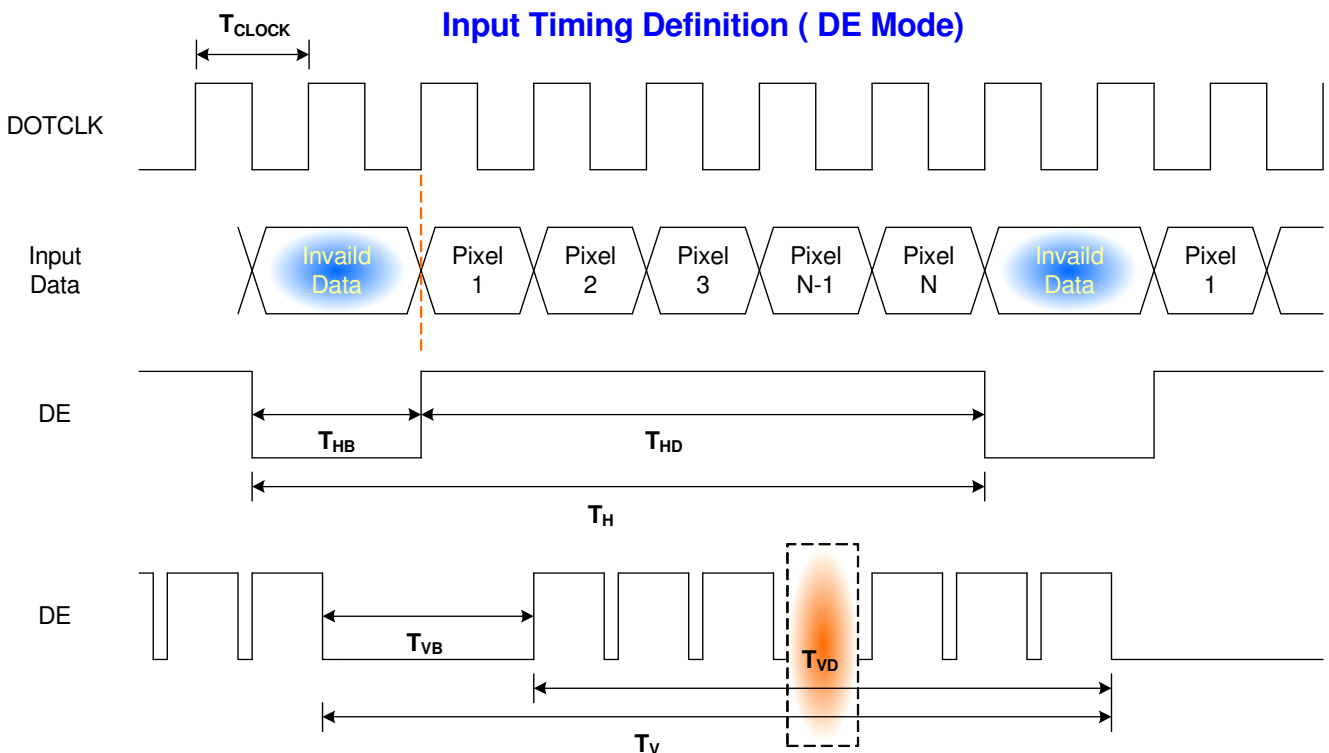 Input Timing Definition ( DE Mode)
TCLOCK
DOTCLK
Input
Data
Invaild
Data
Pixel
1
Pixel
2
Pixel
3
Pixel
N-1
Pixel
N
Invaild
Data
Pixel
1
DE
THB
THD
TH
DE
TVB
TVD
TV